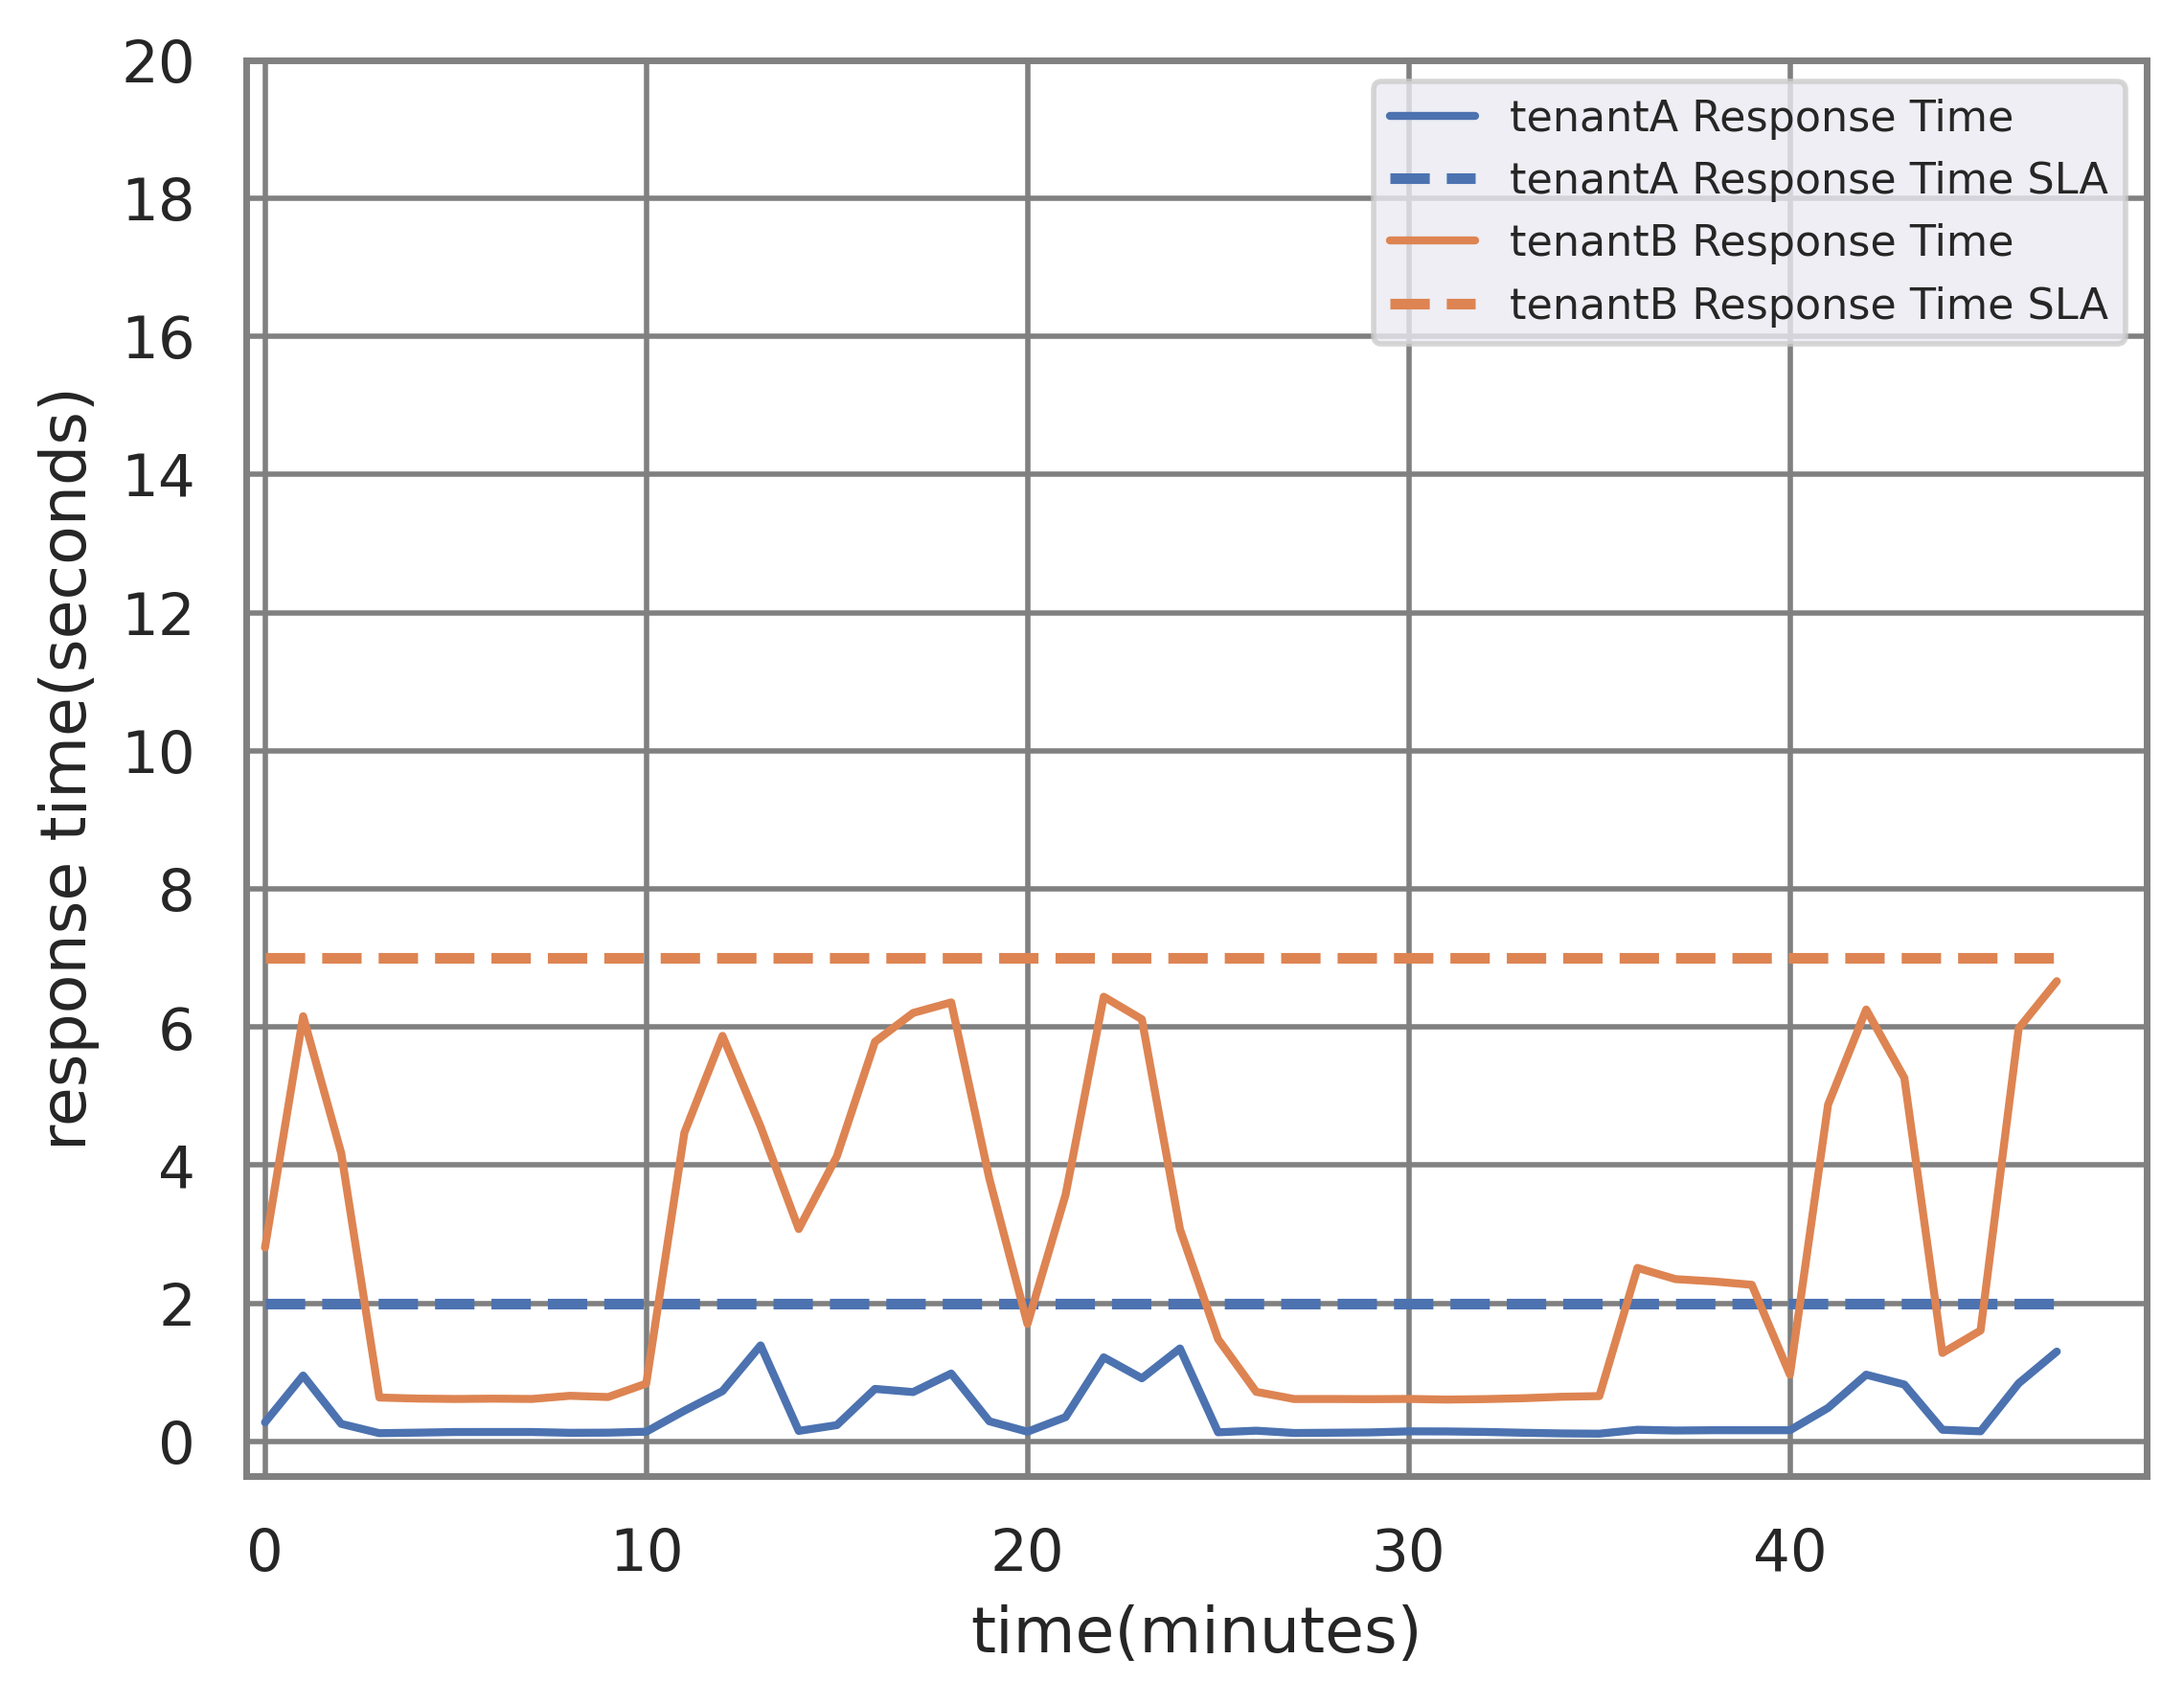 20
18
16
14
12
10
8
6
4
2
0
response time(seconds)
tenantA Response Time
tenantA Response Time SLA
tenantB Response Time
tenantB Response Time SLA
0 10 20 30 40
time(minutes)